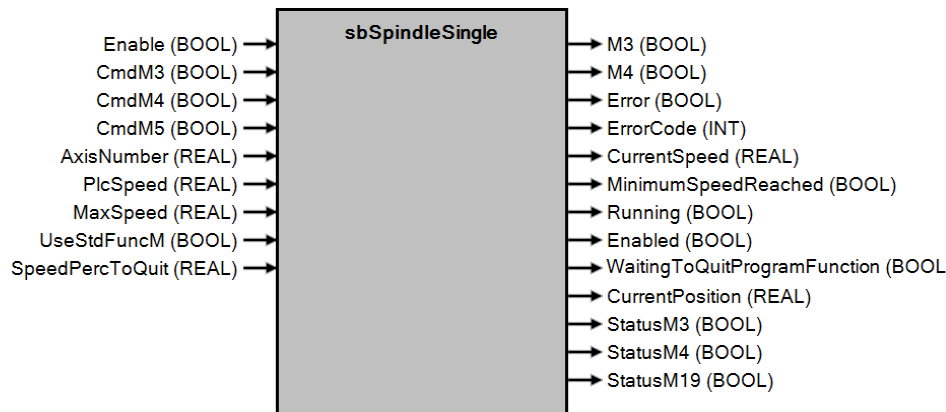 sbSpindleSingle
Enable (BOOL)
CmdM3 (BOOL)
CmdM4 (BOOL)
CmdM5 (BOOL)
AxisNumber (REAL)
PlcSpeed (REAL)
MaxSpeed (REAL)
UseStdFuncM (BOOL)
SpeedPercToQuit (REAL)
M3 (BOOL)
M4 (BOOL)
Error (BOOL)
ErrorCode (INT)
CurrentSpeed (REAL)
MinimumSpeedReached (BOOL)
Running (BOOL)
Enabled (BOOL)
WaitingToQuitProgramFunction (BOOL
CurrentPosition (REAL)
StatusM3 (BOOL)
StatusM4 (BOOL)
StatusM19 (BOOL)